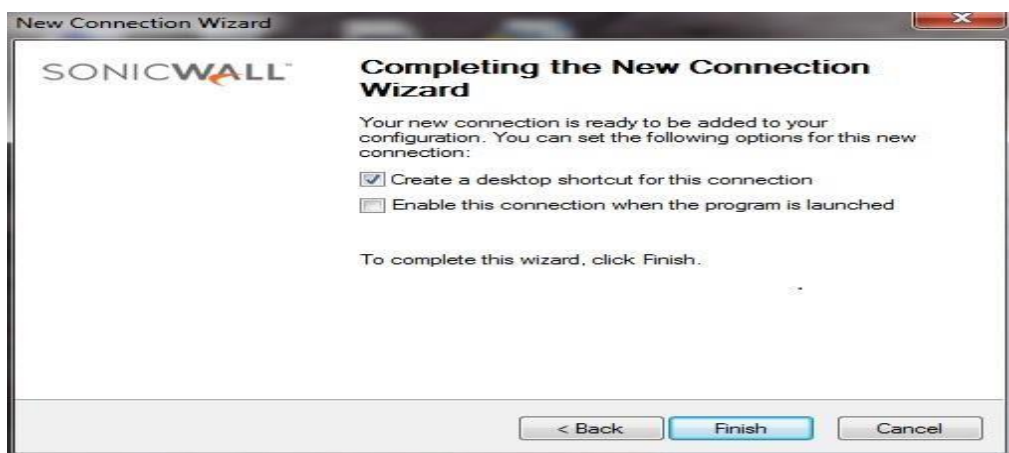 New Connection Wizard
SONICWALL™
Completing the New Connection
Wizard
Your new connection is ready to be added to your
configuration. You can set the following options for this new
connection:
Create a desktop shortcut for this connection
Enable this connection when the program is launched
To complete this wizard, click Finish.
< Back
Finish
Cancel